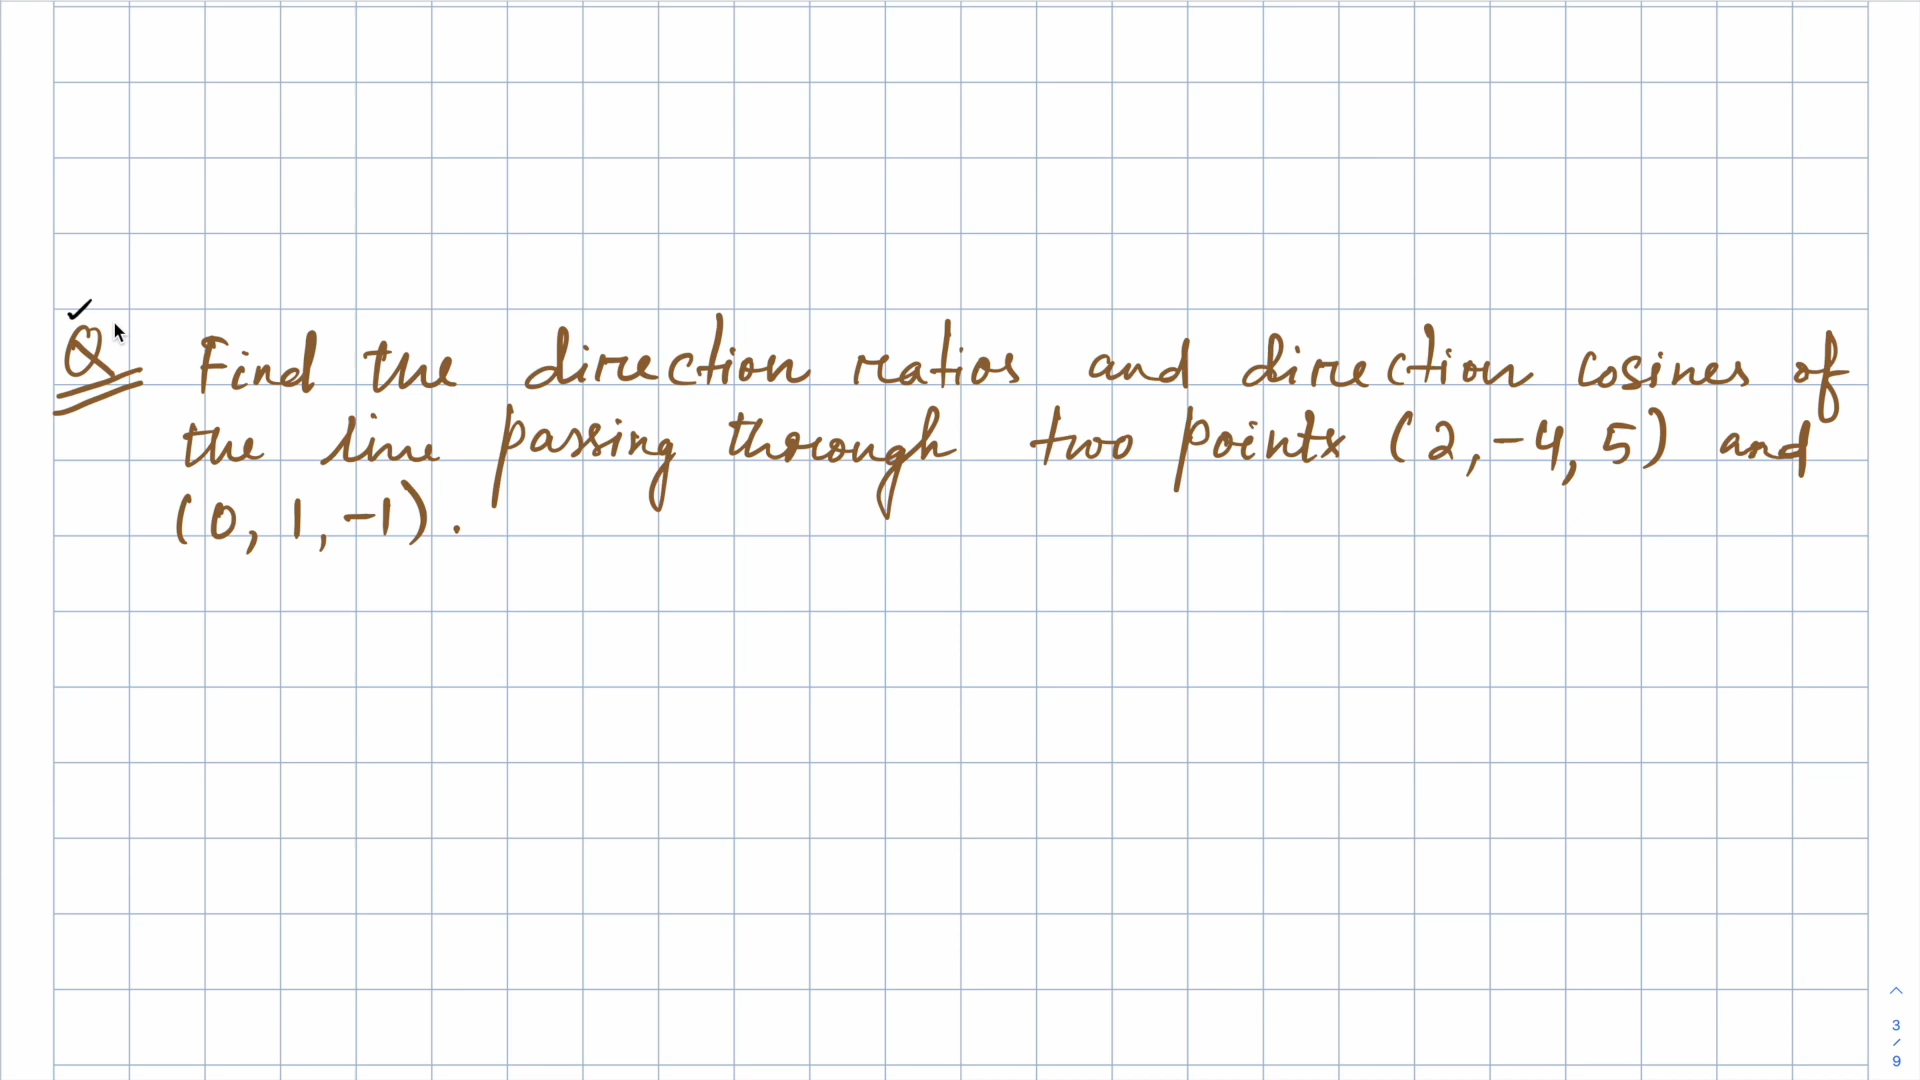 Q Find the direction ratios and direction cosines of
the line passing through two points (2, -4, 5) and
(0, 1, -1).
3
/
9